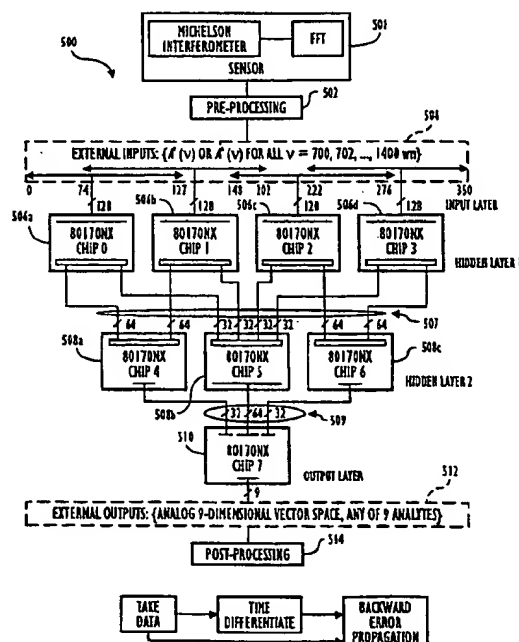 500
MICHELSON
INTERFEROMETER
FFT
501
SENSOR
PRE-PROCESSING
502
504
EXTERNAL INPUTS: {A'(ν) OR A'(ν) FOR ALL ν = 700, 702, ..., 1400 wn}
0 74 127 148 102 222 276 350
128 506b 128 506c 128 506d 128
INPUT LAYER
506a
80170NX
CHIP 0
80170NX
CHIP 1
80170NX
CHIP 2
80170NX
CHIP 3
HIDDEN LAYER
64 64 32 32 32 32 64 64
507
508a
80170NX
CHIP 4
80170NX
CHIP 5
80170NX
CHIP 6
508c
HIDDEN LAYER 2
508b
32 64 32
509
510
80170NX
CHIP 7
OUTPUT LAYER
9
512
EXTERNAL OUTPUTS: {ANALOG 9-DIMENSIONAL VECTOR SPACE, ANY OF 9 ANALYTES}
POST-PROCESSING
514
TAKE
DATA
TIME
DIFFERENTIATE
BACKWARD
ERROR
PROPAGATION